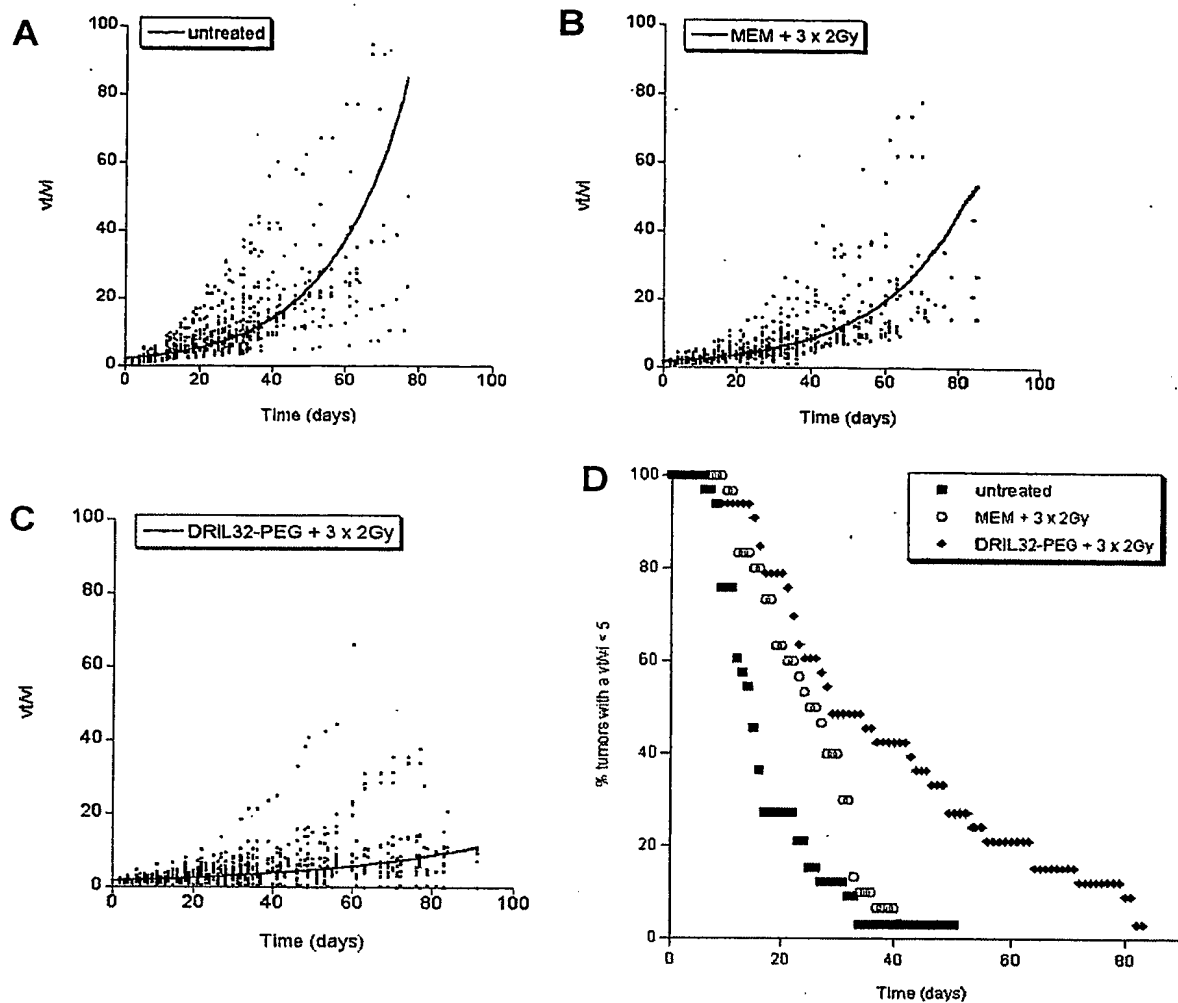 A
untreated
100
80
60
40
20
0
vt/vi
0 20 40 60 80 100
Time (days)
B
MEM + 3 x 2Gy
100
80
60
40
20
0
vt/vi
0 20 40 60 80 100
Time (days)
C
DRIL32-PEG + 3 x 2Gy
100
80
60
40
20
0
vt/vi
0 20 40 60 80 100
Time (days)
D
untreated
MEM + 3 x 2Gy
DRIL32-PEG + 3 x 2Gy
100
80
60
40
20
0
% tumors with a vt/vi < 5
0 20 40 60 80
Time (days)